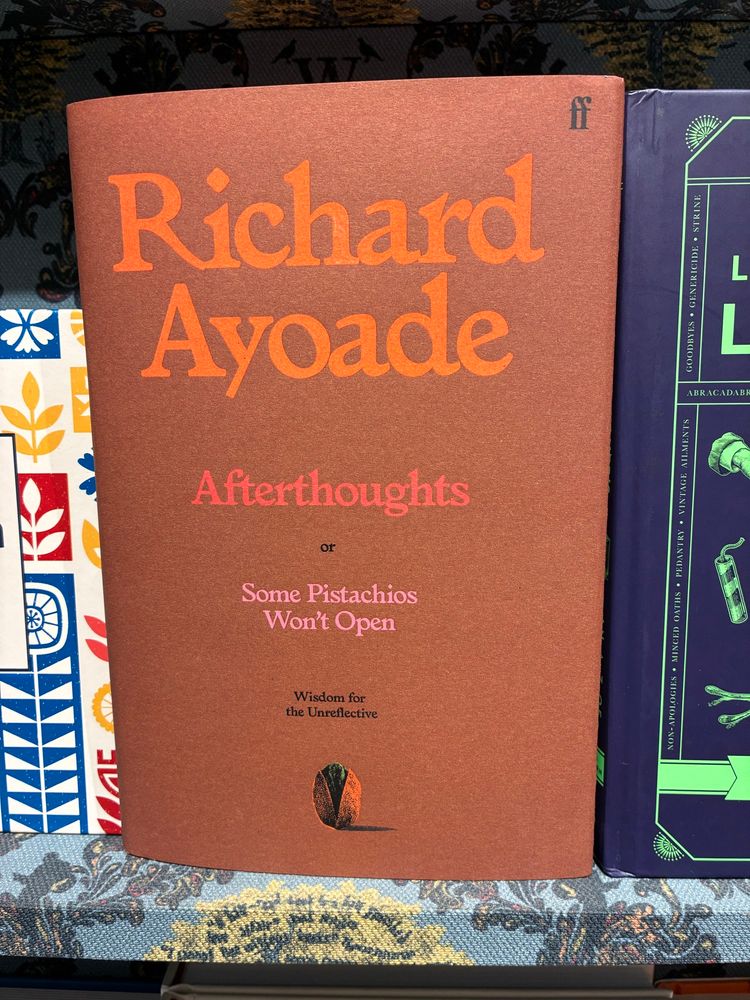 W
ff
Richard
Ayoade
Afterthoughts
or
Some Pistachios
Won't Open
Wisdom for
the Unreflective
GOODBYES • GENERICIDE • STRINE
L
L
ABRACADABR
NON-APOLOGIES • MINCED OATHS • PEDANTRY • VINTAGE AILMENTS